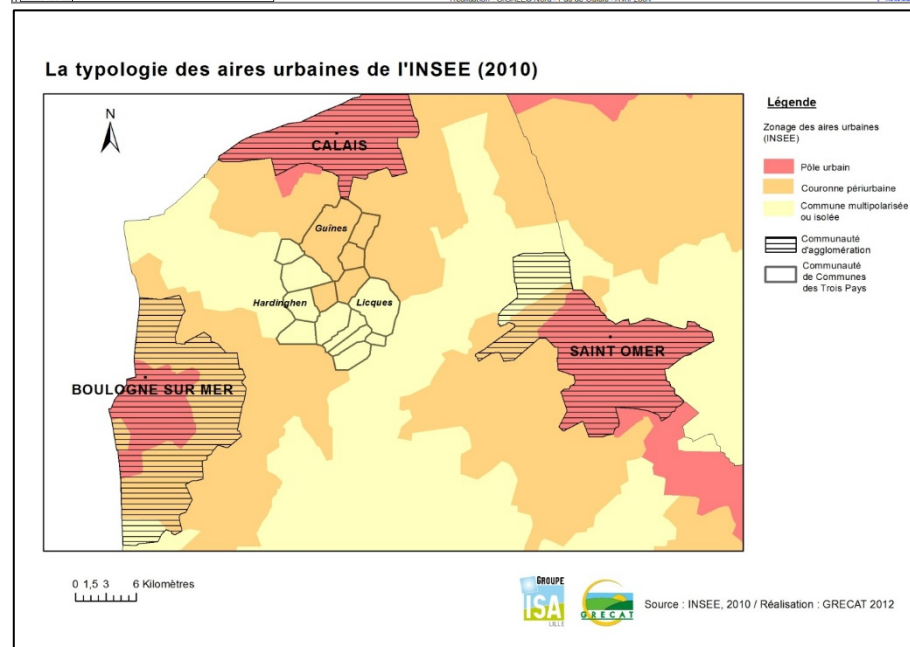 La typologie des aires urbaines de l'INSEE (2010)
N
CALAIS
Guînes
Hardinghen
Licques
SAINT OMER
BOULOGNE SUR MER
Légende
Zonage des aires urbaines
(INSEE)
Pôle urbain
Couronne périurbaine
Commune multipolarisée
ou isolée
Communauté
d'agglomération
Communauté
de Communes
des Trois Pays
0 1,5 3 6 Kilomètres
GROUPE
ISA
LILLE
GRECAT
Source : INSEE, 2010 / Réalisation : GRECAT 2012